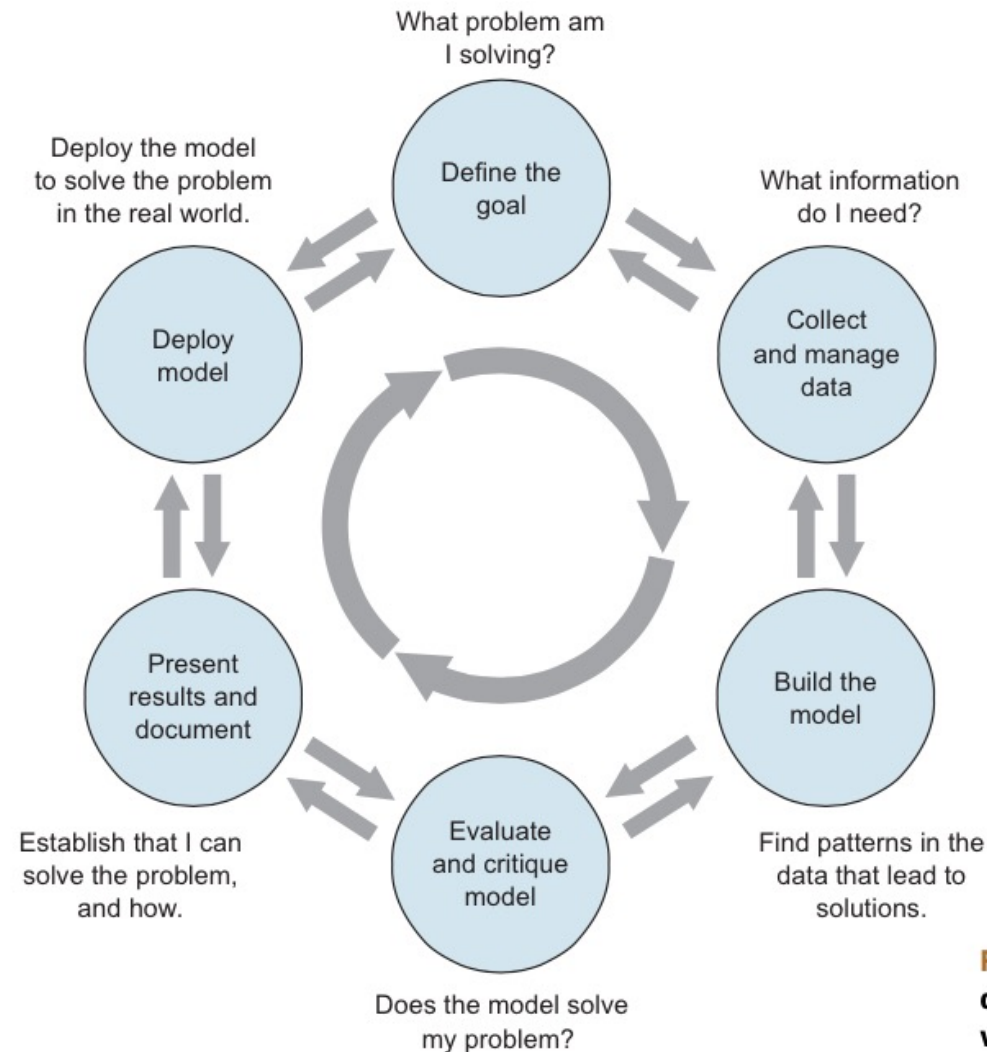 What problem am
I solving?
Define the
goal
What information
do I need?
Collect
and manage
data
Build the
model
Find patterns in the
data that lead to
solutions.
Evaluate
and critique
model
Does the model solve
my problem?
Present
results and
document
Establish that I can
solve the problem,
and how.
Deploy the model
to solve the problem
in the real world.
Deploy
model